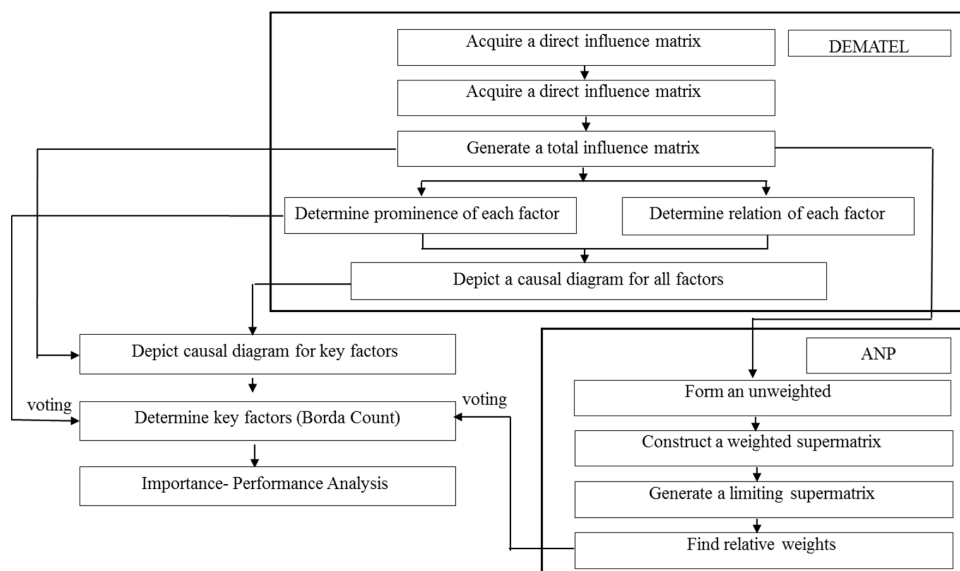 Acquire a direct influence matrix
DEMATEL
Acquire a direct influence matrix
Generate a total influence matrix
Determine prominence of each factor
Determine relation of each factor
Depict a causal diagram for all factors
Depict causal diagram for key factors
ANP
Form an unweighted
voting
Determine key factors (Borda Count)
voting
Construct a weighted supermatrix
Importance- Performance Analysis
Generate a limiting supermatrix
Find relative weights